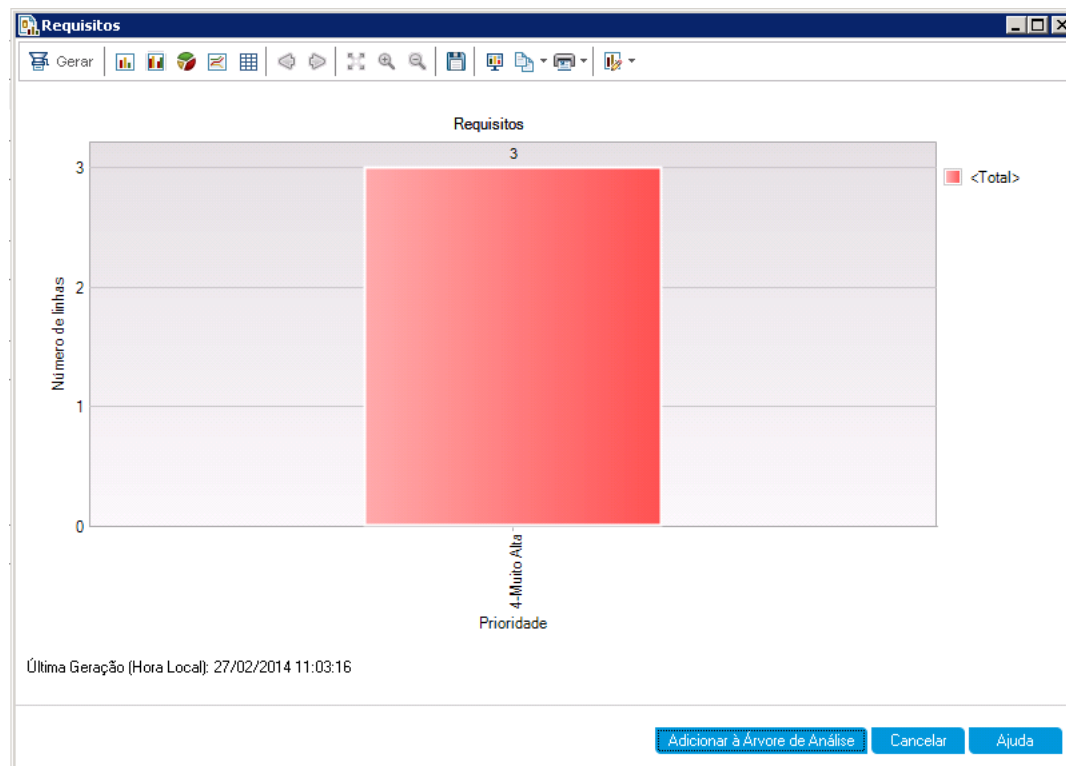 Requisitos
Gerar
Requisitos
3
3
<Total>
2
1
0
Número de linhas
4-Muito Alta
Prioridade
Última Geração (Hora Local): 27/02/2014 11:03:16
Adicionar à Árvore de Análise
Cancelar
Ajuda